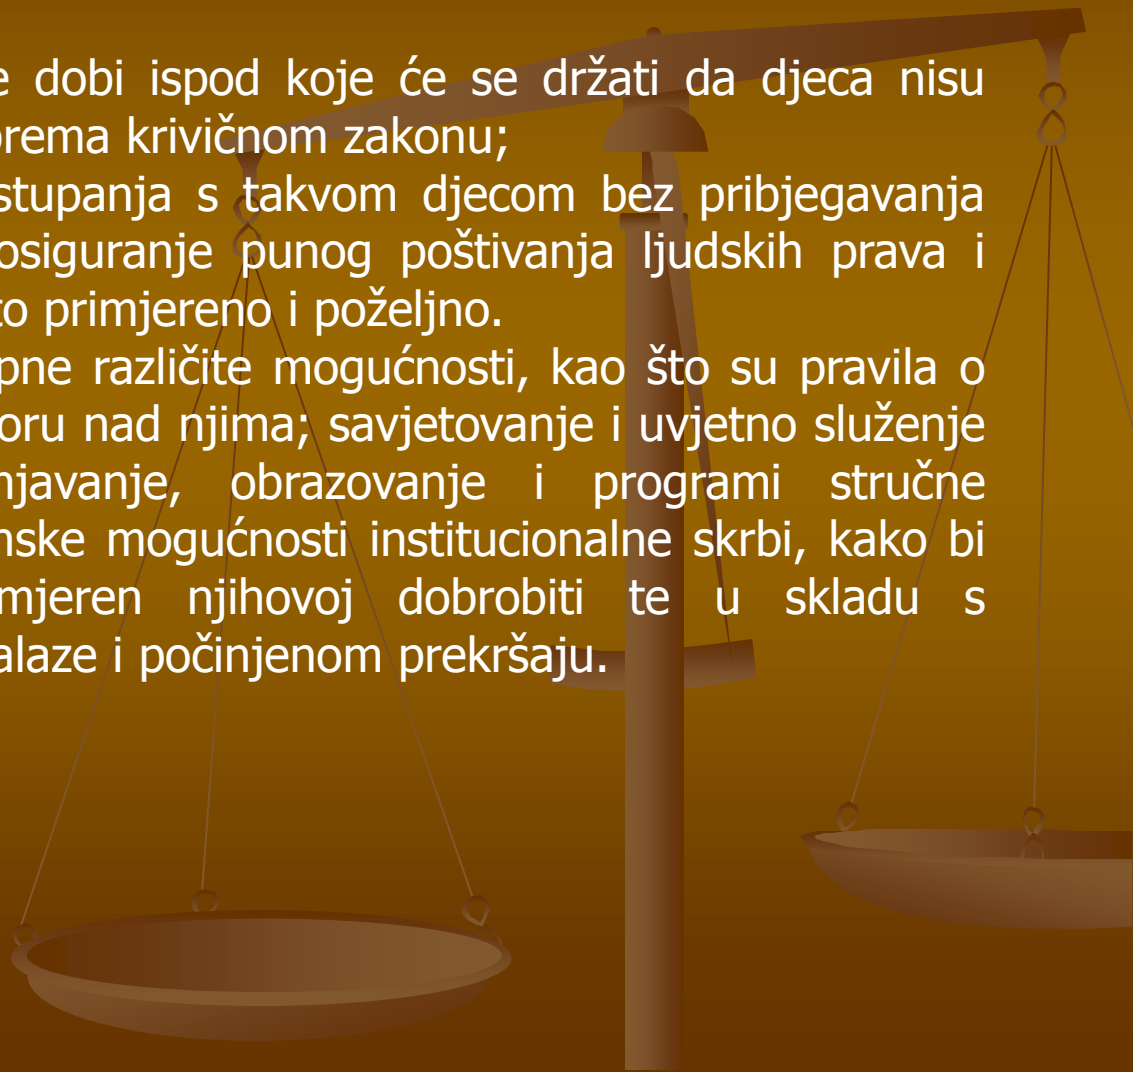 e dobi ispod koje će se držati da djeca nisu
prema krivičnom zakonu;
stupanja s takvom djecom bez pribjegavanja
osiguranje punog poštivanja ljudskih prava i
to primjereno i poželjno.
pne različite mogućnosti, kao što su pravila o
oru nad njima; savjetovanje i uvjetno služenje
njavanje, obrazovanje i programi stručne
nske mogućnosti institucionalne skrbi, kako bi
mjeren njihovoj dobrobiti te u skladu s
alaze i počinjenom prekršaju.